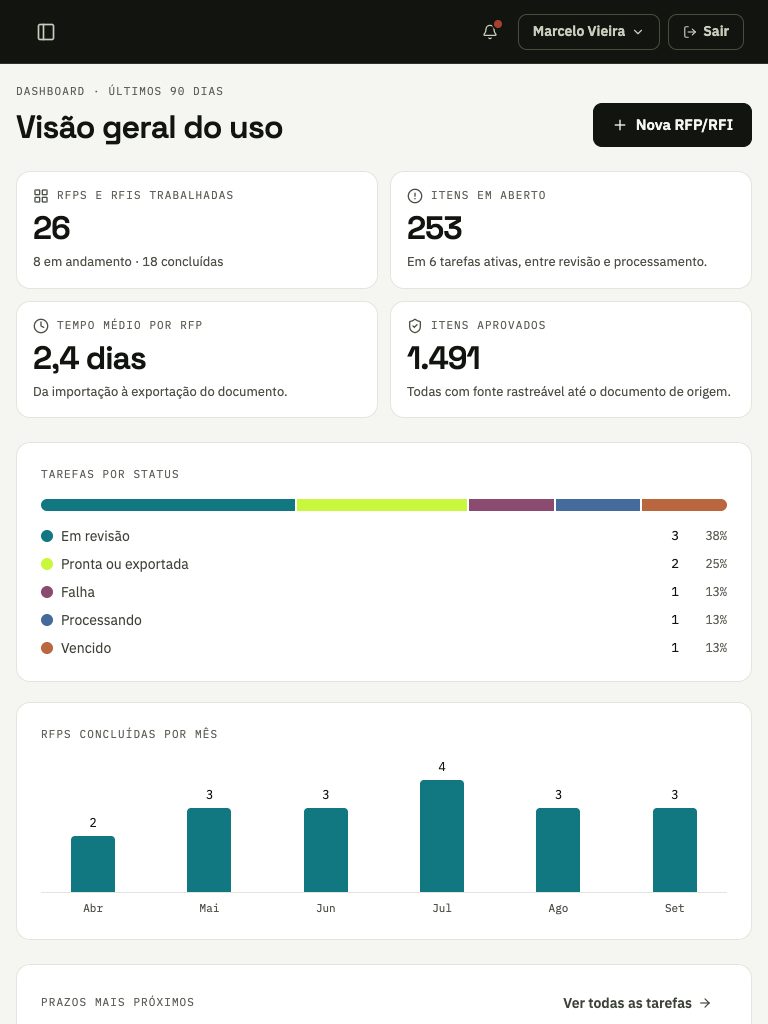 Marcelo Vieira
Sair
DASHBOARD · ÚLTIMOS 90 DIAS
Visão geral do uso
Nova RFP/RFI
RFPS E RFIS TRABALHADAS
26
8 em andamento · 18 concluídas
ITENS EM ABERTO
253
Em 6 tarefas ativas, entre revisão e processamento.
TEMPO MÉDIO POR RFP
2,4 dias
Da importação à exportação do documento.
ITENS APROVADOS
1.491
Todas com fonte rastreável até o documento de origem.
TAREFAS POR STATUS
Em revisão 3 38%
Pronta ou exportada 2 25%
Falha 1 13%
Processando 1 13%
Vencido 1 13%
RFPS CONCLUÍDAS POR MÊS
2 3 3 4 3 3
Abr Mai Jun Jul Ago Set
PRAZOS MAIS PRÓXIMOS
Ver todas as tarefas →